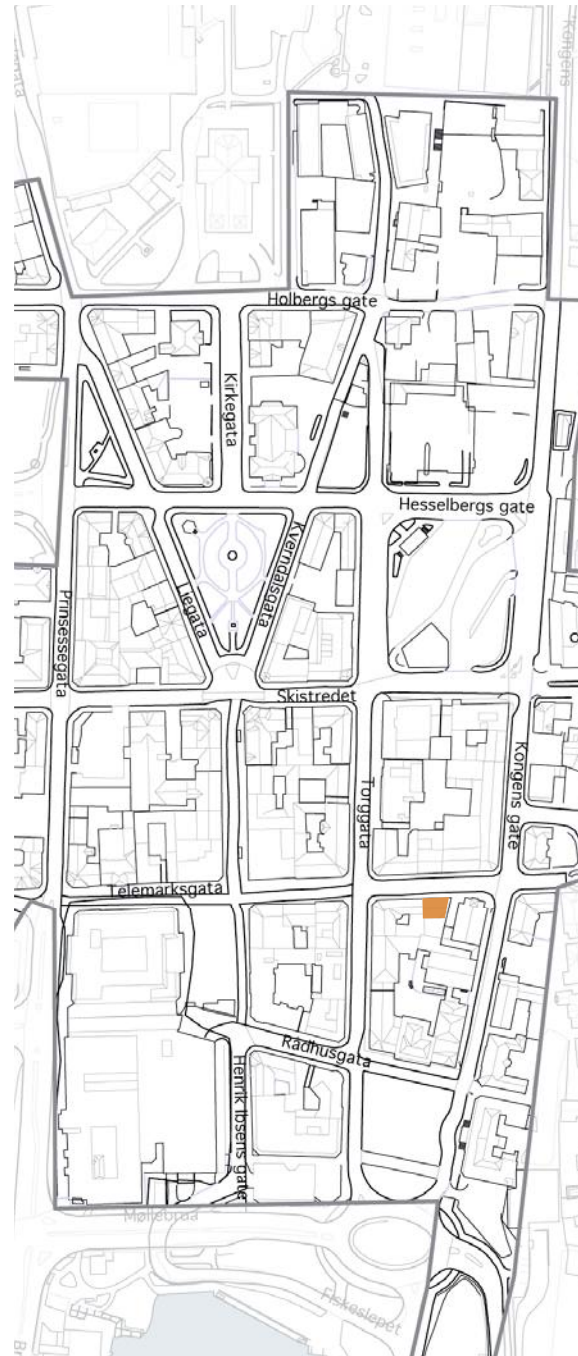 Kongens
Holbergs gate
Kirkegata
Hesselbergs gate
Kverndalsgata
Liegata
Prinsessegata
Skistredet
Torggata
Kongens gate
Telemarksgata
Rådhusgata
Henrik Ibsens gate
Møllebrua
Fiskeslepet